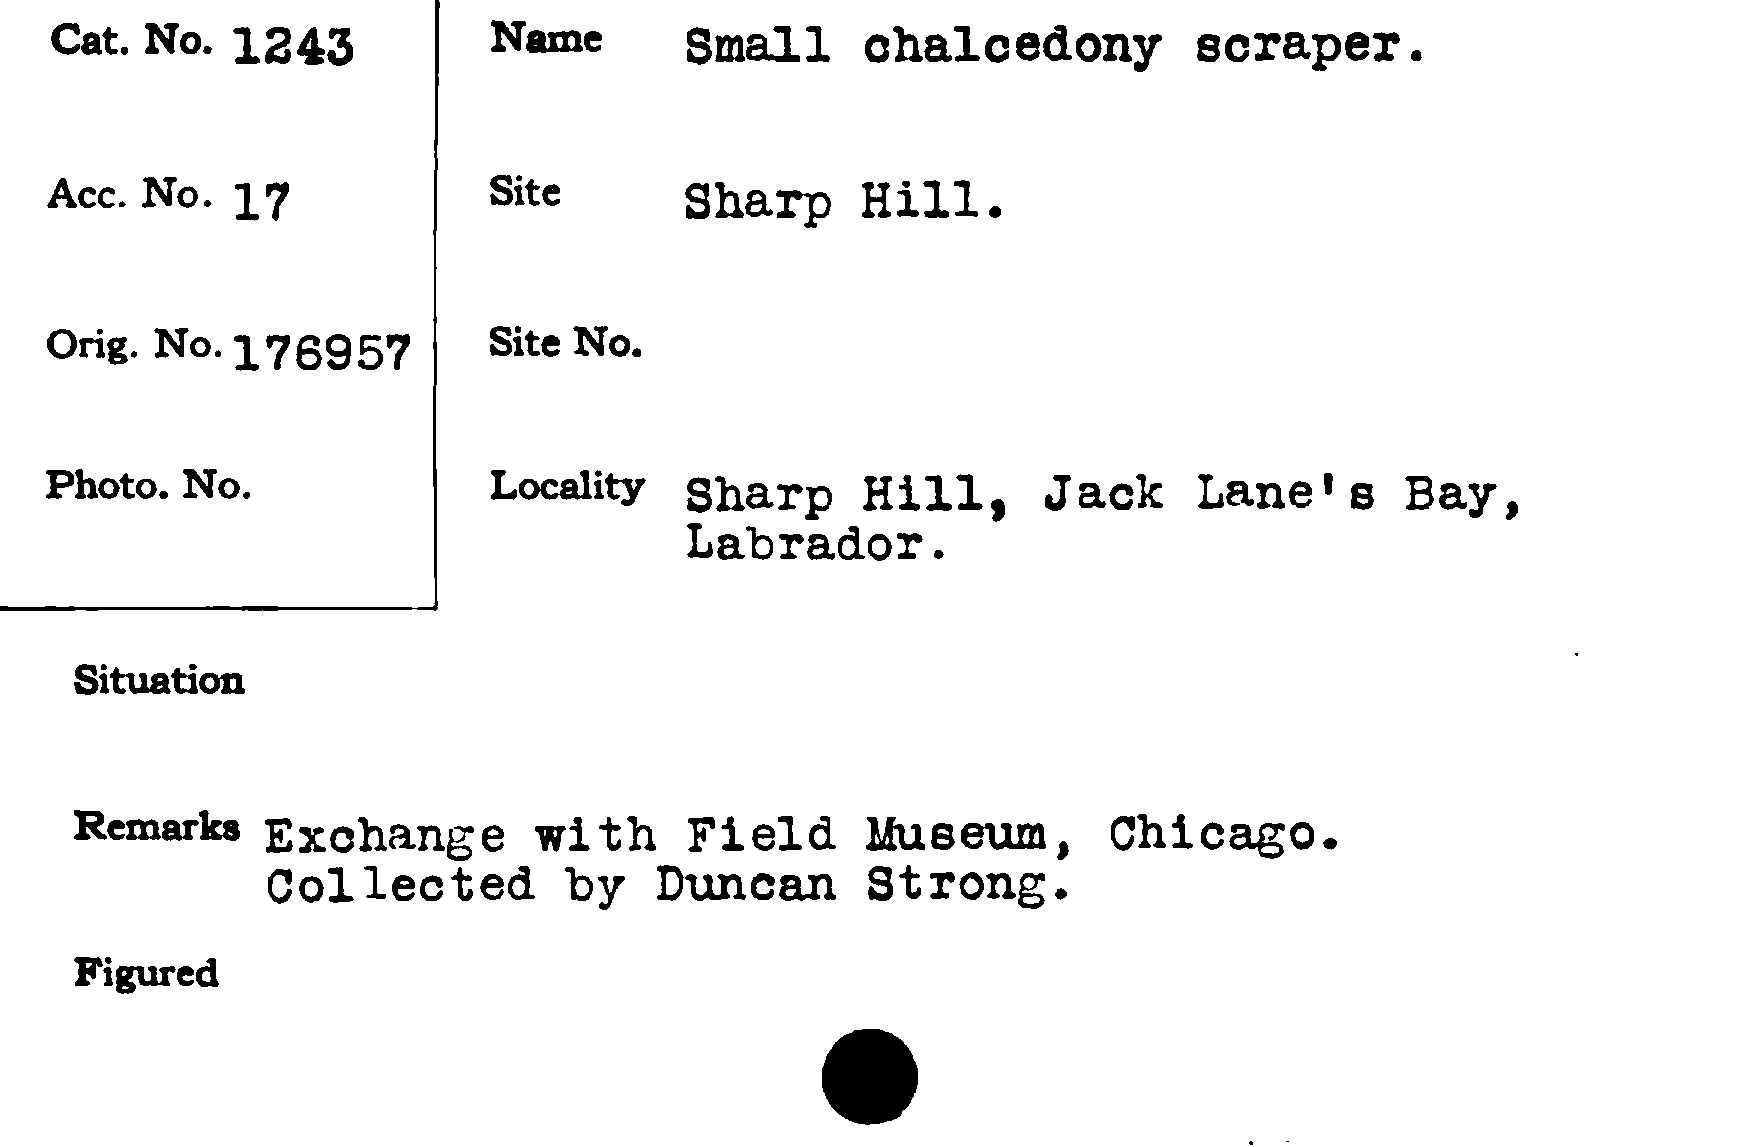 Cat. No. 1243
Name Small chalcedony scraper.
Acc. No. 17
Site Sharp Hill.
Orig. No. 176957
Site No.
Photo. No.
Locality Sharp Hill, Jack Lane's Bay,
Labrador.
Situation
Remarks Exchange with Field Museum, Chicago.
Collected by Duncan Strong.
Figured